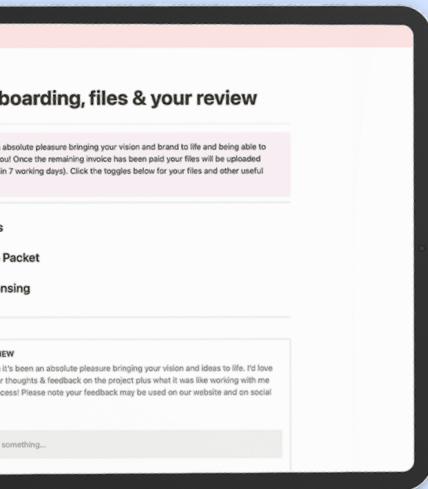 boarding, files & your review
absolute pleasure bringing your vision and brand to life and being able to
ou! Once the remaining invoice has been paid your files will be uploaded
in 7 working days). Click the toggles below for your files and other useful
s
Packet
nsing
EW
it's been an absolute pleasure bringing your vision and ideas to life. I'd love
r thoughts & feedback on the project plus what it was like working with me
cess! Please note your feedback may be used on our website and on social
something...